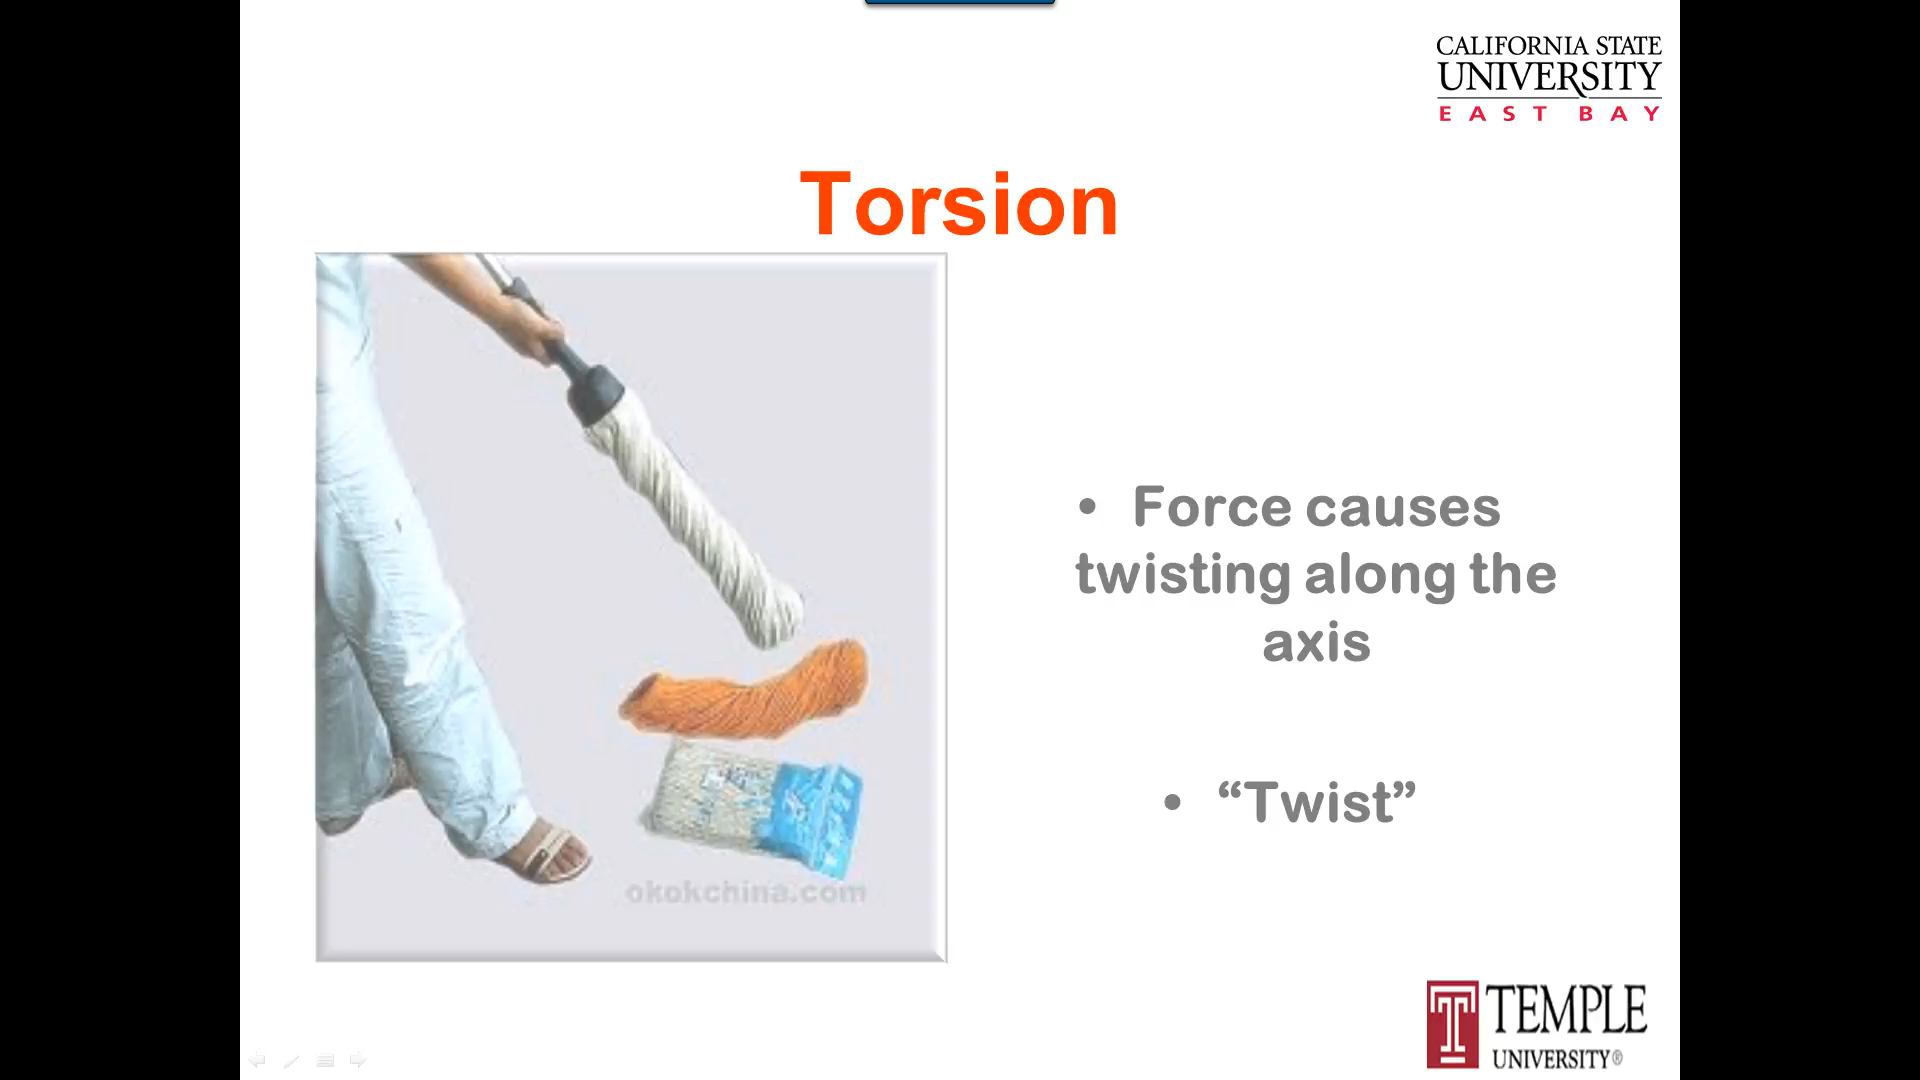 CALIFORNIA STATE
UNIVERSITY
EAST BAY
Torsion
• Force causes
twisting along the
axis
• “Twist”
okokchina.com
TEMPLE
UNIVERSITY®